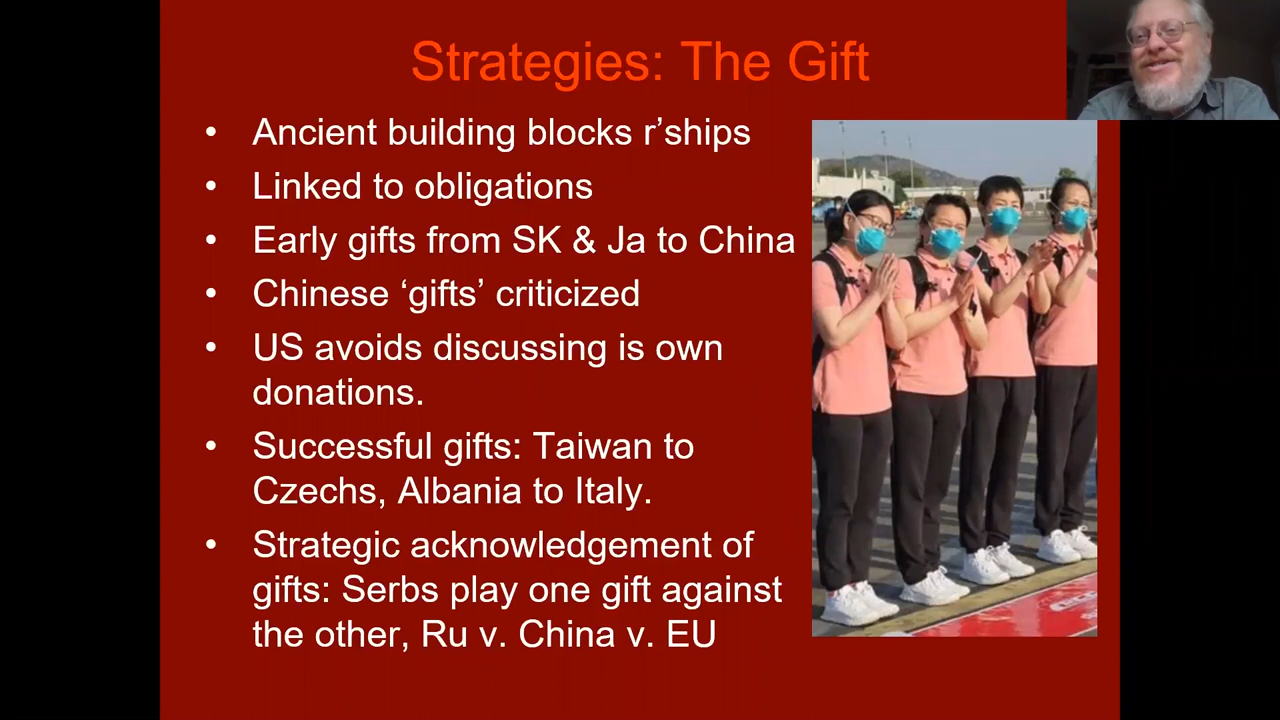 Strategies: The Gift
• Ancient building blocks r’ships
• Linked to obligations
• Early gifts from SK & Ja to China
• Chinese ‘gifts’ criticized
• US avoids discussing is own
donations.
• Successful gifts: Taiwan to
Czechs, Albania to Italy.
• Strategic acknowledgement of
gifts: Serbs play one gift against
the other, Ru v. China v. EU